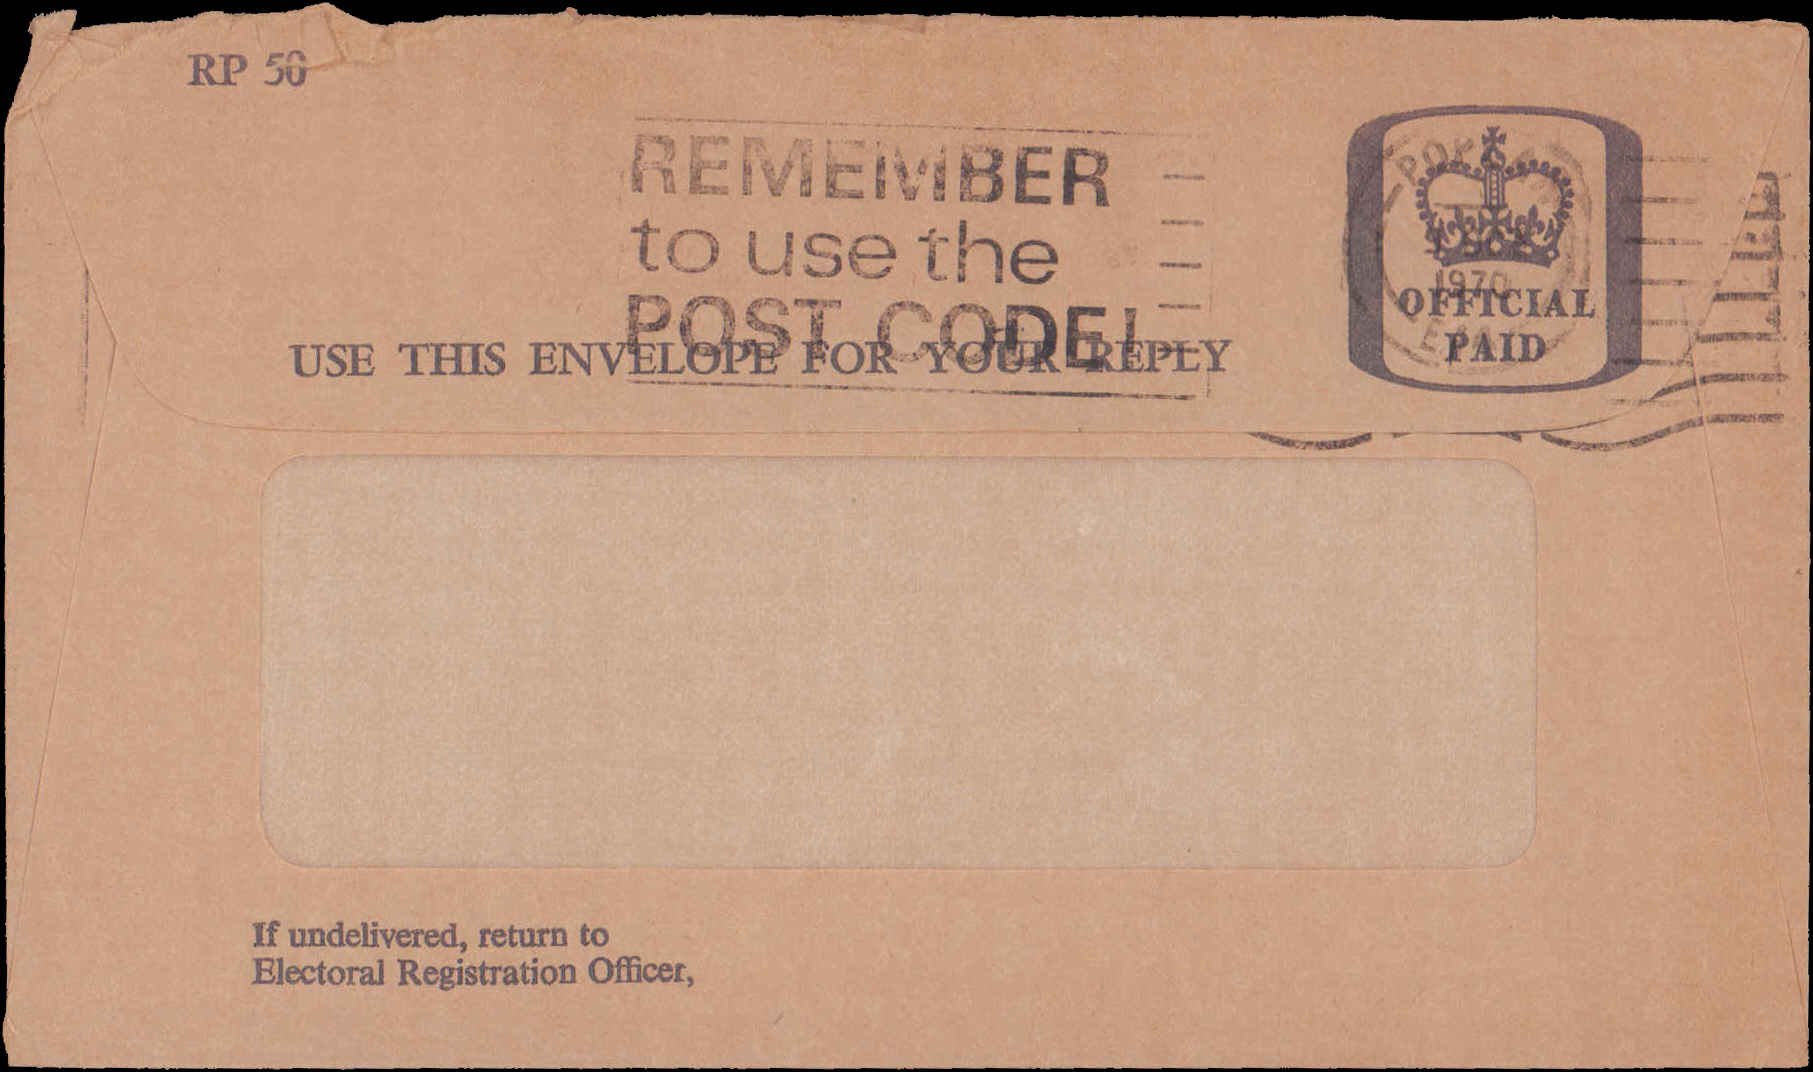 RP 50
REMEMBER
to use the
POST CODE!
USE THIS ENVELOPE FOR YOUR REPLY
1970
OFFICIAL
PAID
If undelivered, return to
Electoral Registration Officer,